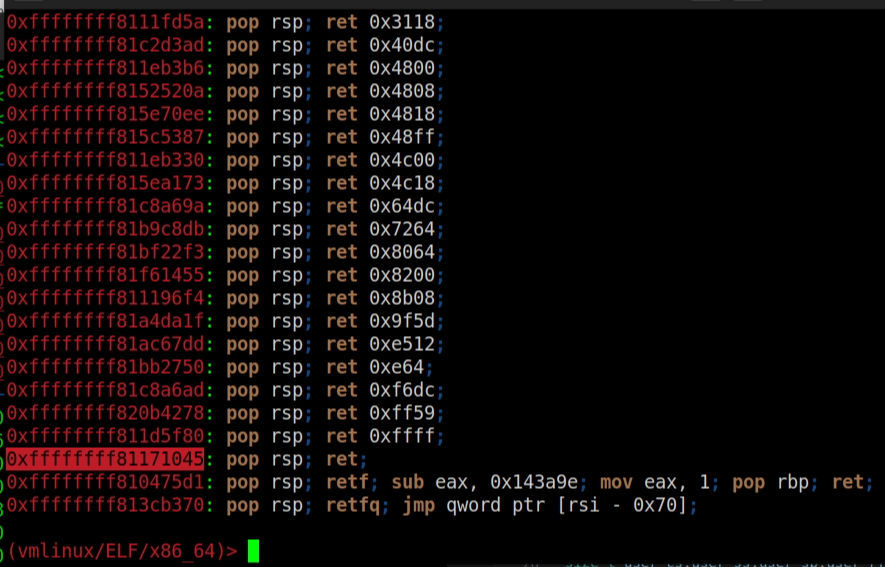 0xffffffff8111fd5a: pop rsp; ret 0x3118;
0xffffffff81c2d3ad: pop rsp; ret 0x40dc;
0xffffffff811eb3b6: pop rsp; ret 0x4800;
0xffffffff8152520a: pop rsp; ret 0x4808;
0xffffffff815e70ee: pop rsp; ret 0x4818;
0xffffffff815c5387: pop rsp; ret 0x48ff;
0xffffffff811eb330: pop rsp; ret 0x4c00;
0xffffffff815ea173: pop rsp; ret 0x4c18;
0xffffffff81c8a69a: pop rsp; ret 0x64dc;
0xffffffff81b9c8db: pop rsp; ret 0x7264;
0xffffffff81bf22f3: pop rsp; ret 0x8064;
0xffffffff81f61455: pop rsp; ret 0x8200;
0xffffffff811196f4: pop rsp; ret 0x8b08;
0xffffffff81a4da1f: pop rsp; ret 0x9f5d;
0xffffffff81ac67dd: pop rsp; ret 0xe512;
0xffffffff81bb2750: pop rsp; ret 0xe64;
0xffffffff81c8a6ad: pop rsp; ret 0xf6dc;
0xffffffff820b4278: pop rsp; ret 0xff59;
0xffffffff811d5f80: pop rsp; ret 0xffff;
0xffffffff81171045: pop rsp; ret;
0xffffffff810475d1: pop rsp; retf; sub eax, 0x143a9e; mov eax, 1; pop rbp; ret;
0xffffffff813cb370: pop rsp; retfq; jmp qword ptr [rsi - 0x70];
(vmlinux/ELF/x86_64)>